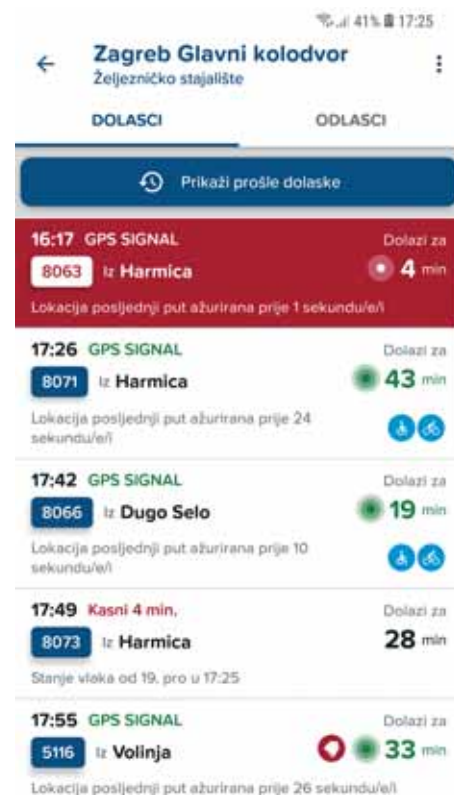 41% 17:25
Zagreb Glavni kolodvor
Željezničko stajalište
DOLASCI ODLASCI
Prikaži prošle dolaske
16:17 GPS SIGNAL Dolazi za
8063 Iz Harmica 4 min
Lokacija posljednji put ažurirana prije 1 sekundu/e/i
17:26 GPS SIGNAL Dolazi za
8071 Iz Harmica 43 min
Lokacija posljednji put ažurirana prije 24
sekundu/e/i
17:42 GPS SIGNAL Dolazi za
8066 Iz Dugo Selo 19 min
Lokacija posljednji put ažurirana prije 10
sekundu/e/i
17:49 Kasni 4 min. Dolazi za
8073 Iz Harmica 28 min
Stanje vlaka od 19. pro u 17:25
17:55 GPS SIGNAL Dolazi za
5116 Iz Volinja 33 min
Lokacija posljednji put ažurirana prije 26 sekundu/e/i